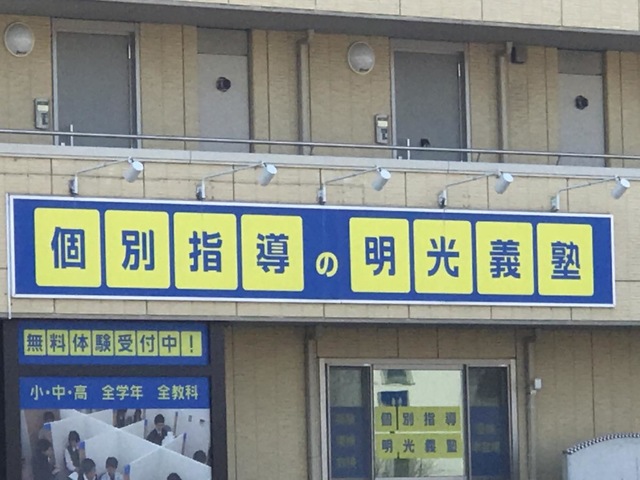 個別指導の明光義塾
無料体験受付中！
小・中・高 全学年 全教科
個別指導
明光義塾